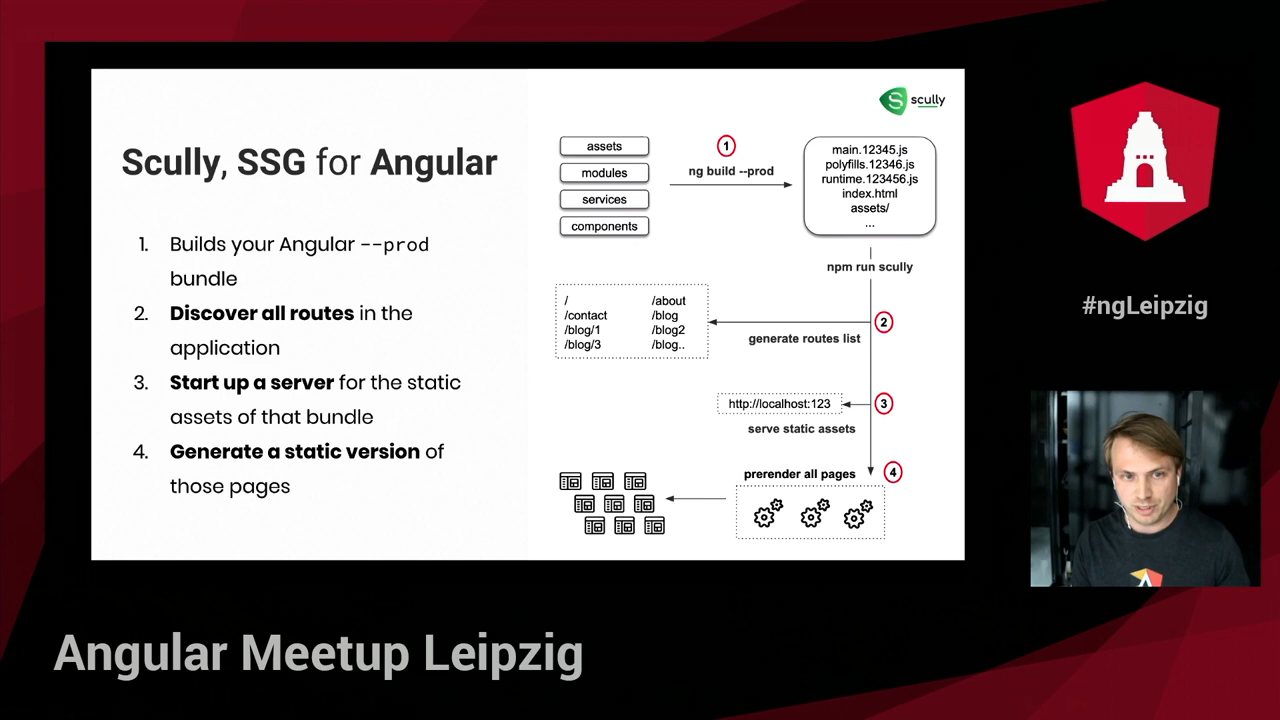 scully
Scully, SSG for Angular
1. Builds your Angular --prod
bundle
2. Discover all routes in the
application
3. Start up a server for the static
assets of that bundle
4. Generate a static version of
those pages
assets
modules
services
components
1
ng build --prod
main.12345.js
polyfills.12346.js
runtime.123456.js
index.html
assets/
...
npm run scully
/ /about
/contact /blog
/blog/1 /blog2
/blog/3 /blog..
2
generate routes list
http://localhost:123
3
serve static assets
prerender all pages
4
#ngLeipzig
Angular Meetup Leipzig